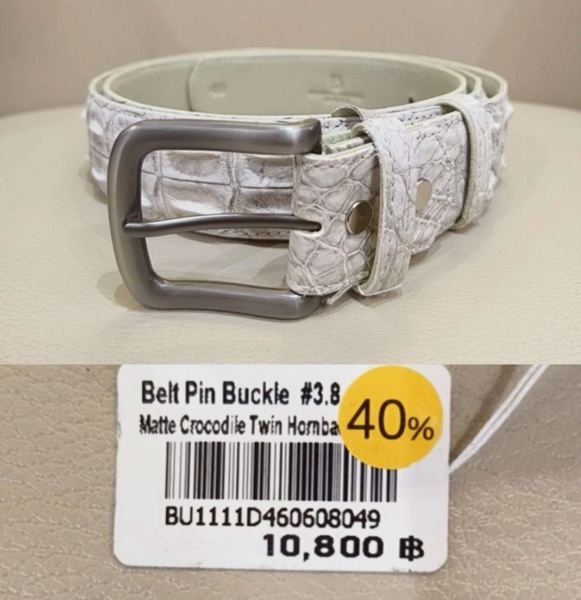 Belt Pin Buckle #3.8
Matte Crocodile Twin Hornba
40%
BU1111D460608049
10,800 ฿